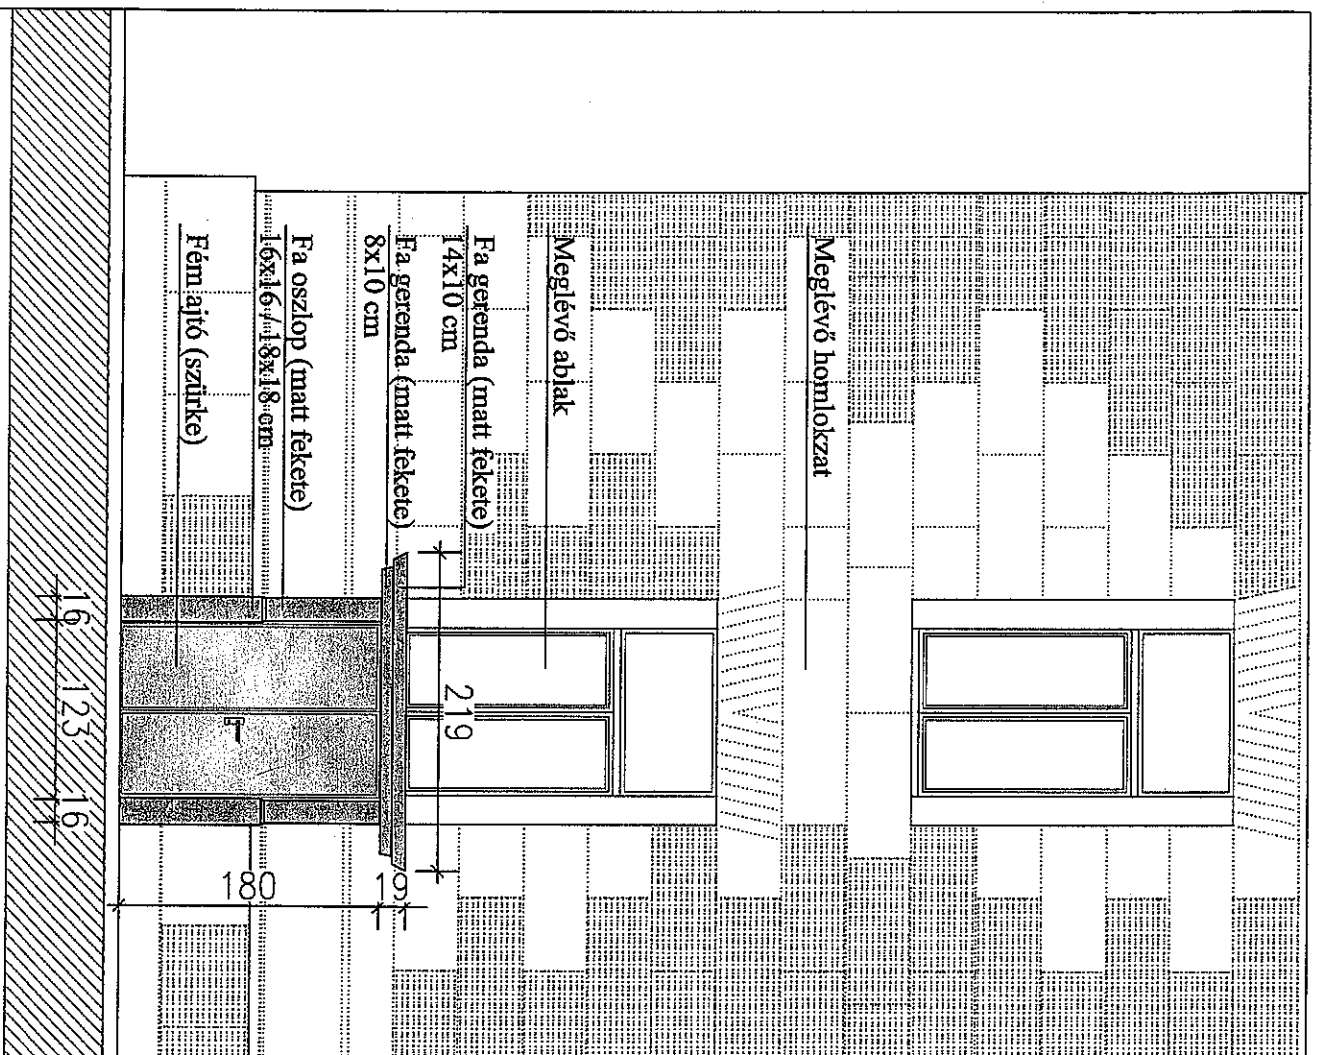 Meglévő homlokzat
Meglévő ablak
Fa gerenda (matt fekete)
14x10 cm
Fa gerenda (matt fekete)
8x10 cm
Fa oszlop (matt fekete)
16x16 / 18x18 cm
Fém ajtó (szürke)
219
19
180
16
123
16